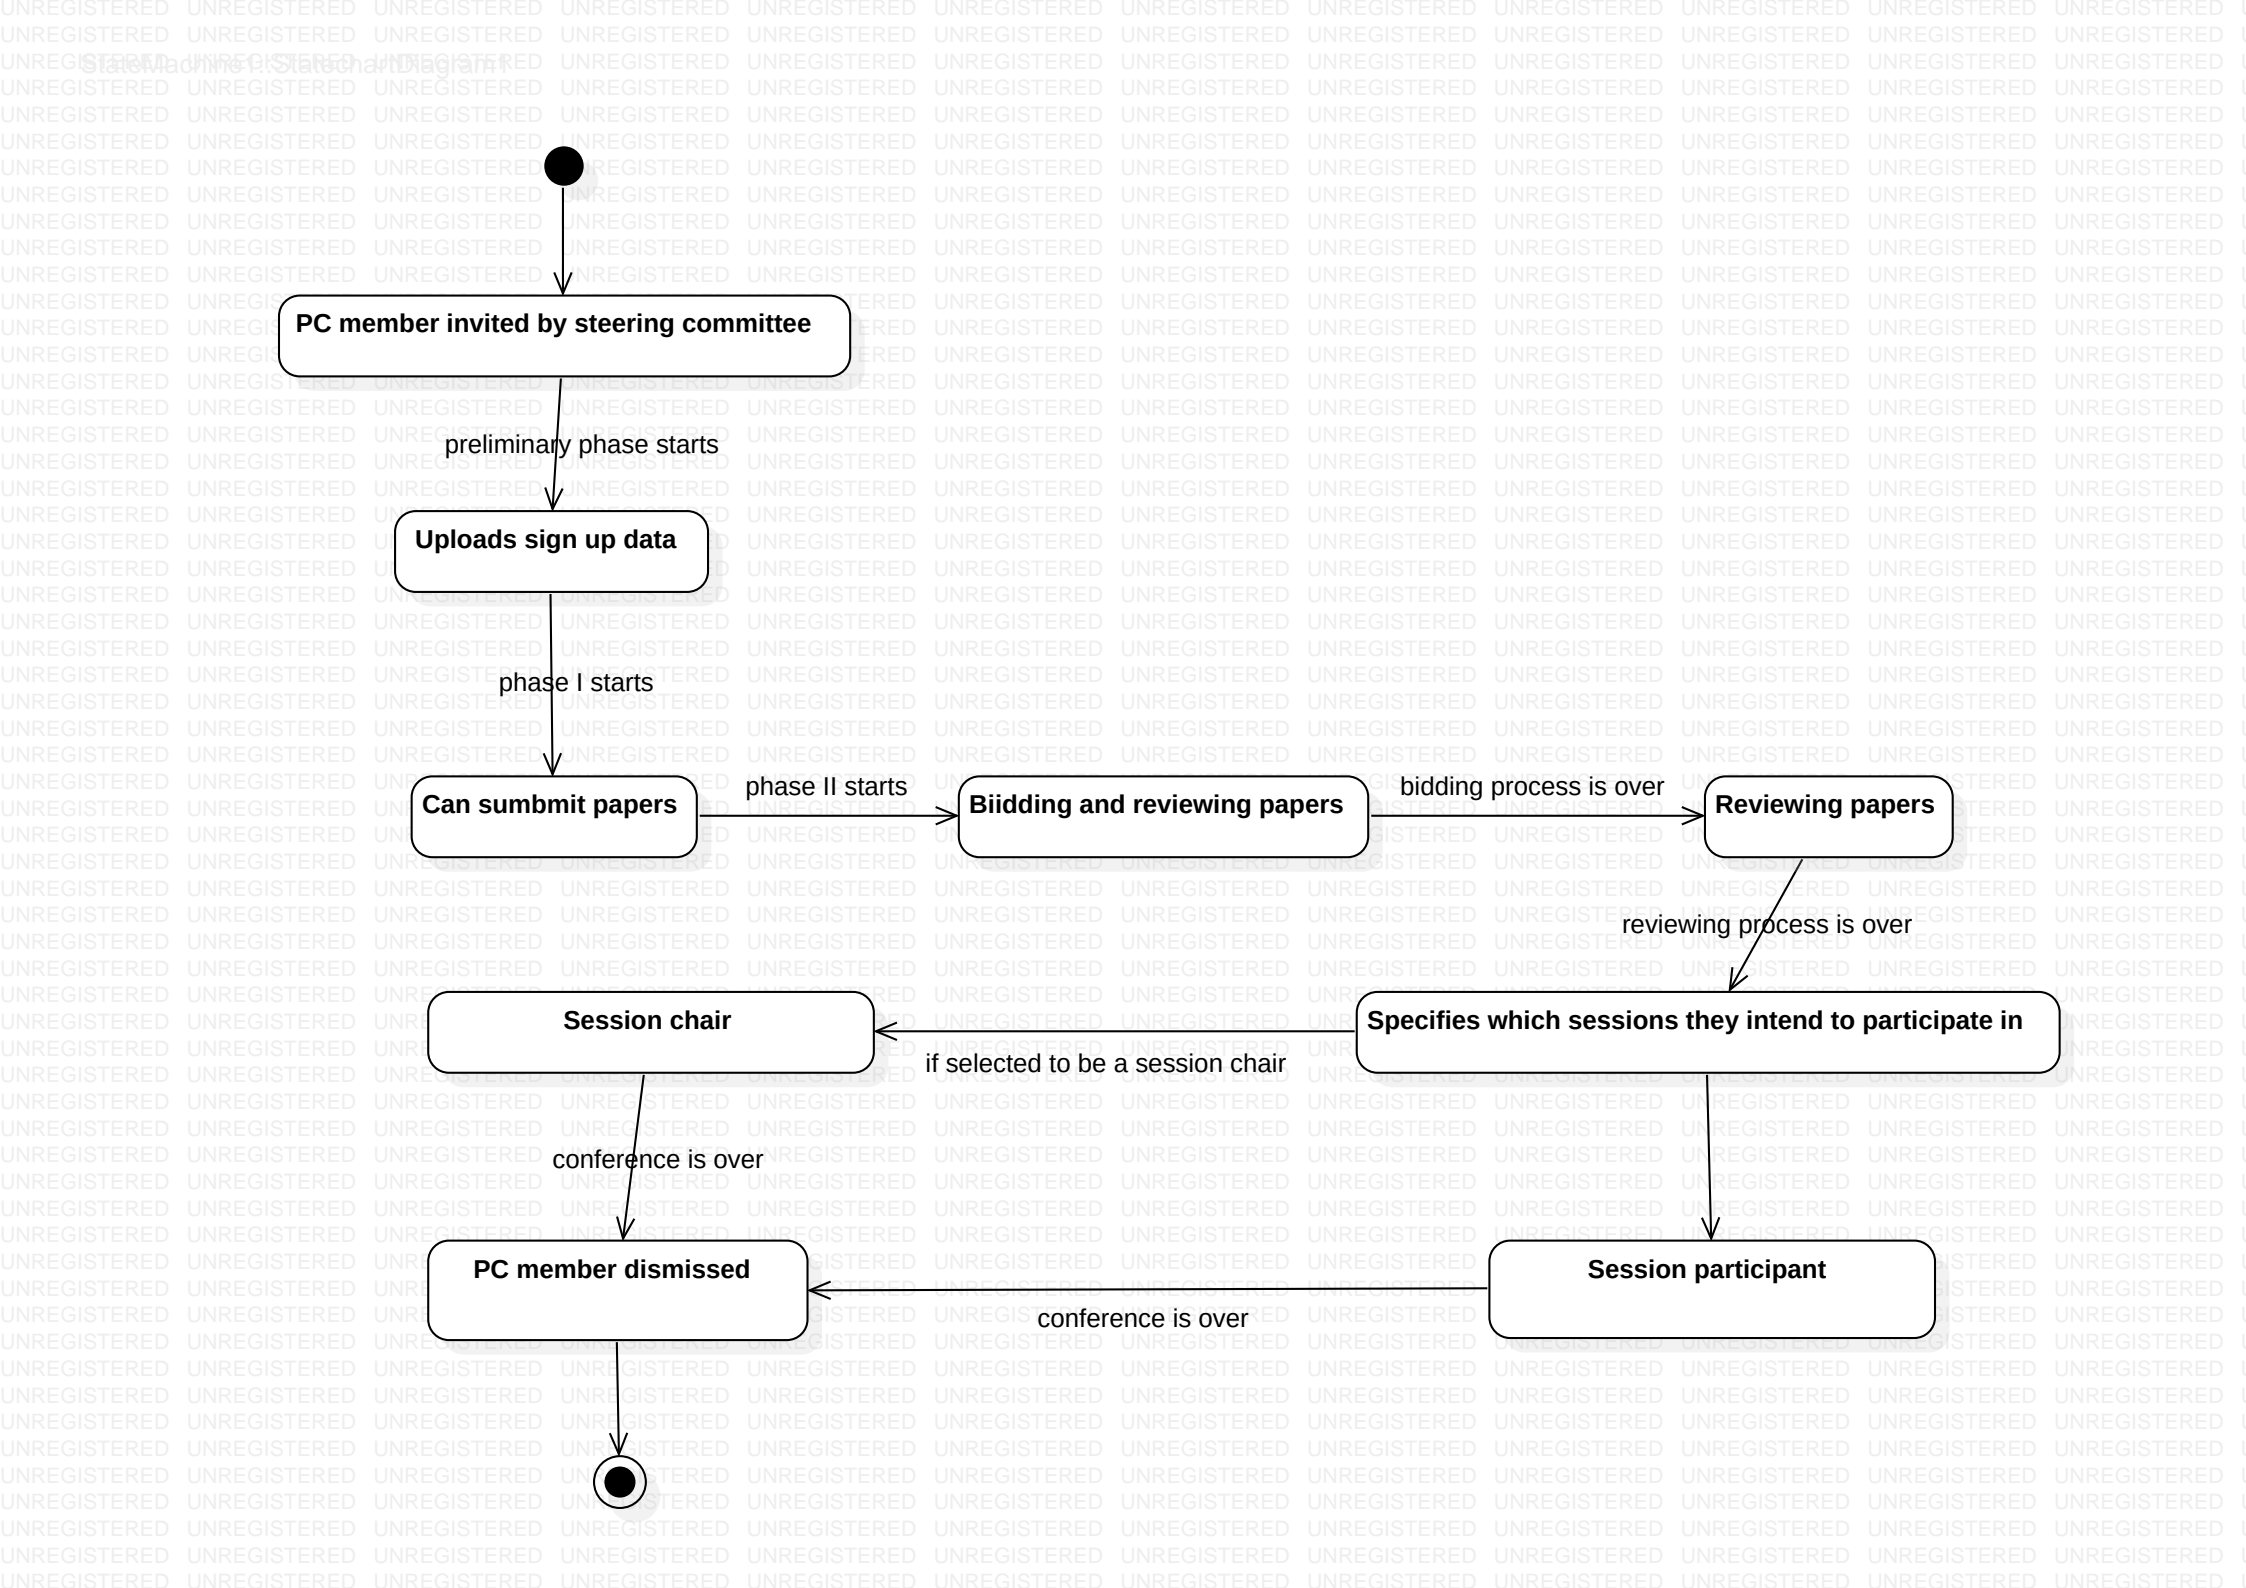 StateMachine1::StatechartDiagram1
PC member invited by steering committee
preliminary phase starts
Uploads sign up data
phase I starts
Can sumbmit papers
phase II starts
Biidding and reviewing papers
bidding process is over
Reviewing papers
reviewing process is over
Session chair
if selected to be a session chair
Specifies which sessions they intend to participate in
conference is over
PC member dismissed
conference is over
Session participant
UNREGISTERED